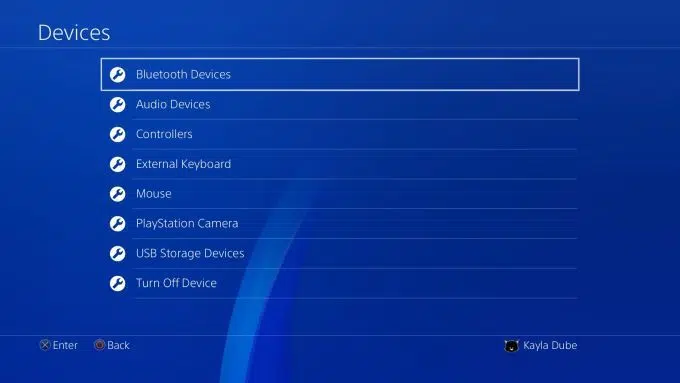 Devices
Bluetooth Devices
Audio Devices
Controllers
External Keyboard
Mouse
PlayStation Camera
USB Storage Devices
Turn Off Device
Enter Back Kayla Dube